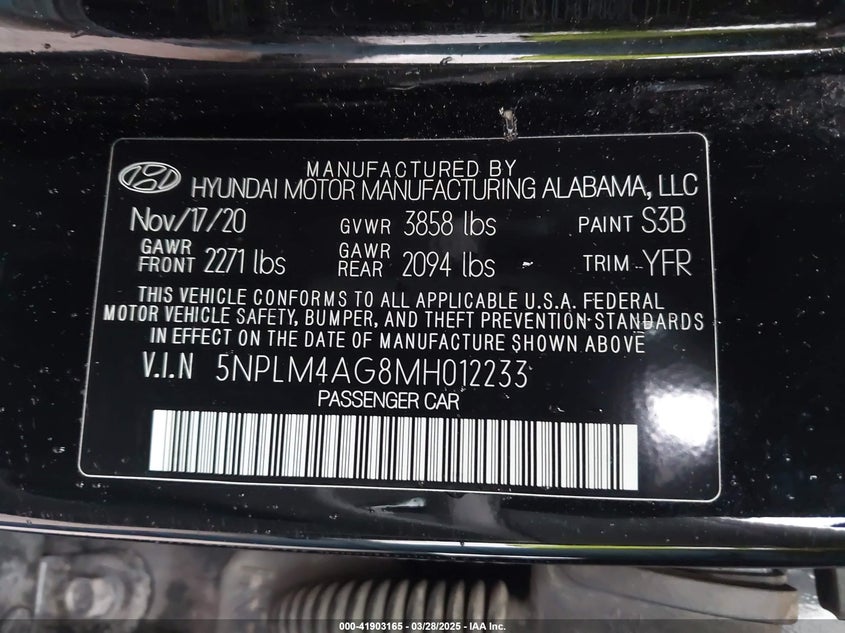 MANUFACTURED BY
HYUNDAI MOTOR MANUFACTURING ALABAMA, LLC
Nov/17/20 GVWR 3858 lbs PAINT S3B
GAWR FRONT 2271 lbs GAWR REAR 2094 lbs TRIM YFR
THIS VEHICLE CONFORMS TO ALL APPLICABLE U.S.A. FEDERAL
MOTOR VEHICLE SAFETY, BUMPER, AND THEFT PREVENTION STANDARDS
IN EFFECT ON THE DATE OF MANUFACTURE SHOWN ABOVE
V.I.N 5NPLM4AG8MH012233
PASSENGER CAR
000-41903165 - 03/28/2025 - IAA Inc.